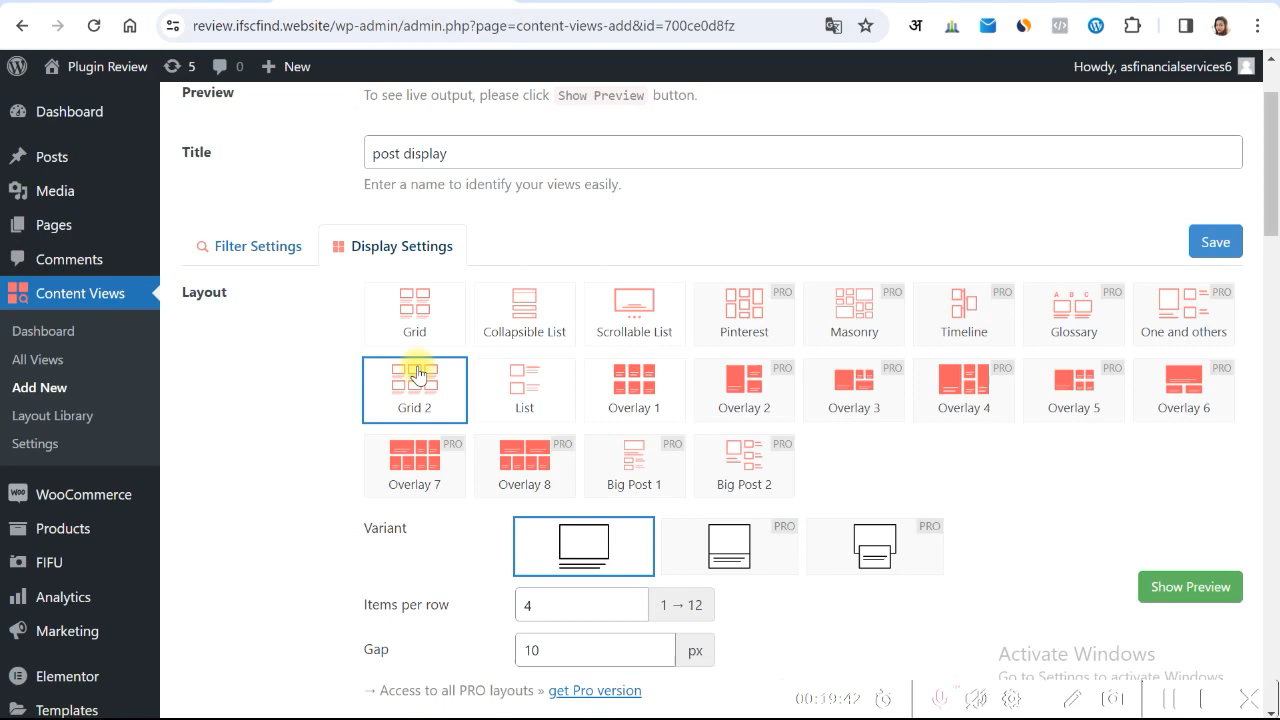 review.ifscfind.website/wp-admin/admin.php?page=content-views-add&id=700ce0d8fz
अ
Plugin Review
5
0
New
Howdy, asfinancialservices6
Dashboard
Posts
Media
Pages
Comments
Content Views
Dashboard
All Views
Add New
Layout Library
Settings
WooCommerce
Products
FIFU
Analytics
Marketing
Elementor
Templates
Preview
To see live output, please click Show Preview button.
Title
post display
Enter a name to identify your views easily.
Filter Settings
Display Settings
Save
Layout
Grid
Collapsible List
Scrollable List
PRO
Pinterest
PRO
Masonry
PRO
Timeline
PRO
A B C
Glossary
PRO
One and others
Grid 2
List
Overlay 1
PRO
Overlay 2
PRO
Overlay 3
PRO
Overlay 4
PRO
Overlay 5
PRO
Overlay 6
PRO
Overlay 7
PRO
Overlay 8
PRO
Big Post 1
PRO
Big Post 2
Variant
PRO
PRO
Items per row
4
1 → 12
Show Preview
Gap
10
px
→ Access to all PRO layouts » get Pro version
Activate Windows
Go to Settings to activate Windows.
00:19:42